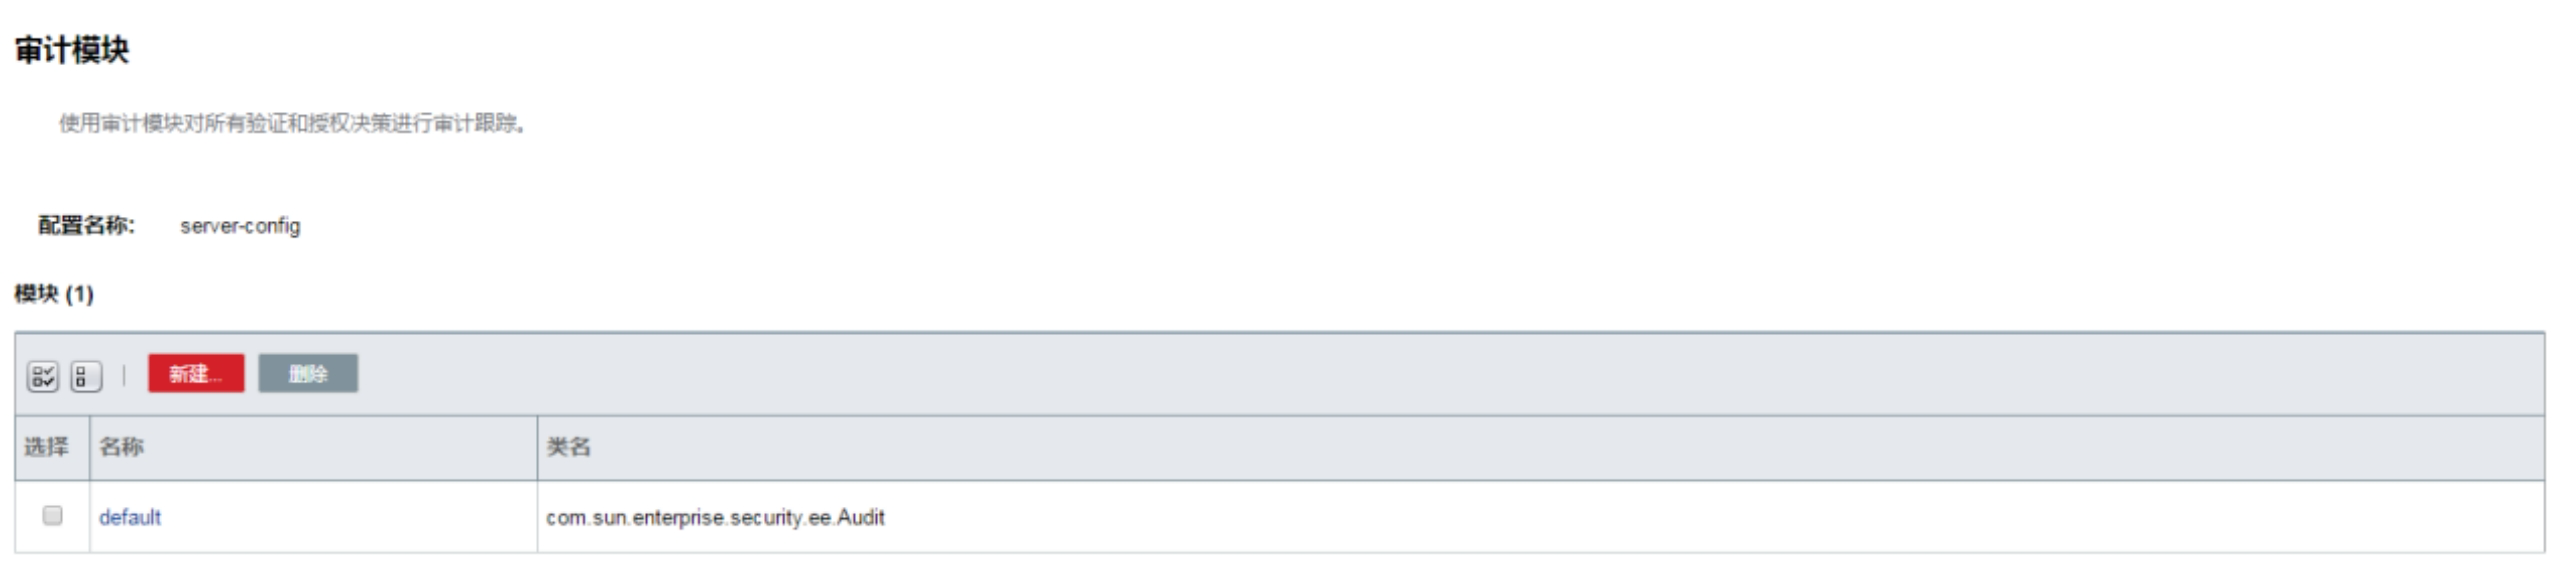 审计模块
使用审计模块对所有验证和授权决策进行审计跟踪。
配置名称: server-config
模块 (1)
新建... 删除
选择 名称 类名
default com.sun.enterprise.security.ee.Audit